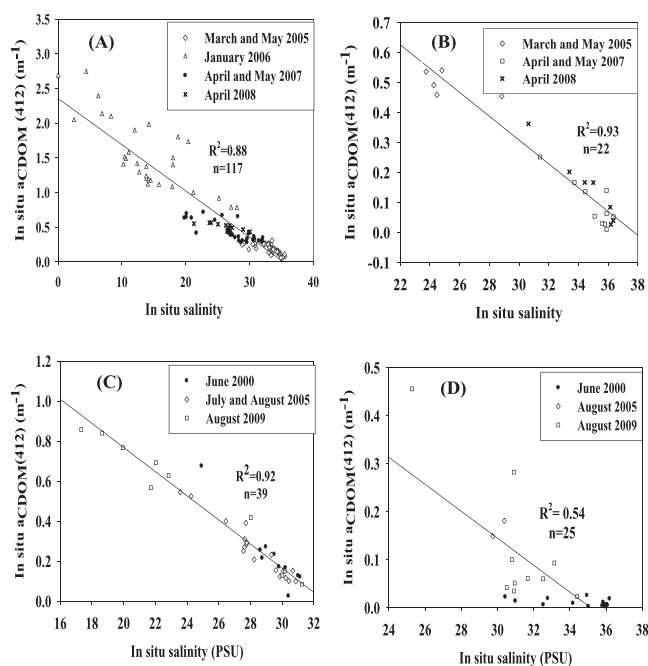 (A)
◇ March and May 2005
△ January 2006
● April and May 2007
× April 2008
R²=0.88
n=117
In situ aCDOM (412) (m⁻¹)
3.0
2.5
2.0
1.5
1.0
0.5
0.0
0 10 20 30 40
In situ salinity
(B)
◇ March and May 2005
□ April and May 2007
× April 2008
R²=0.93
n=22
In situ aCDOM(412) (m⁻¹)
0.7
0.6
0.5
0.4
0.3
0.2
0.1
0.0
-0.1
22 24 26 28 30 32 34 36 38
In situ salinity
(C)
● June 2000
◇ July and August 2005
□ August 2009
R²=0.92
n=39
In situ aCDOM(412) (m⁻¹)
1.2
1.0
0.8
0.6
0.4
0.2
0.0
16 18 20 22 24 26 28 30 32
In situ salinity (PSU)
(D)
● June 2000
◇ August 2005
□ August 2009
R²= 0.54
n=25
In situ aCDOM(412) (m⁻¹)
0.5
0.4
0.3
0.2
0.1
0.0
24 26 28 30 32 34 36 38
In situ salinity (PSU)